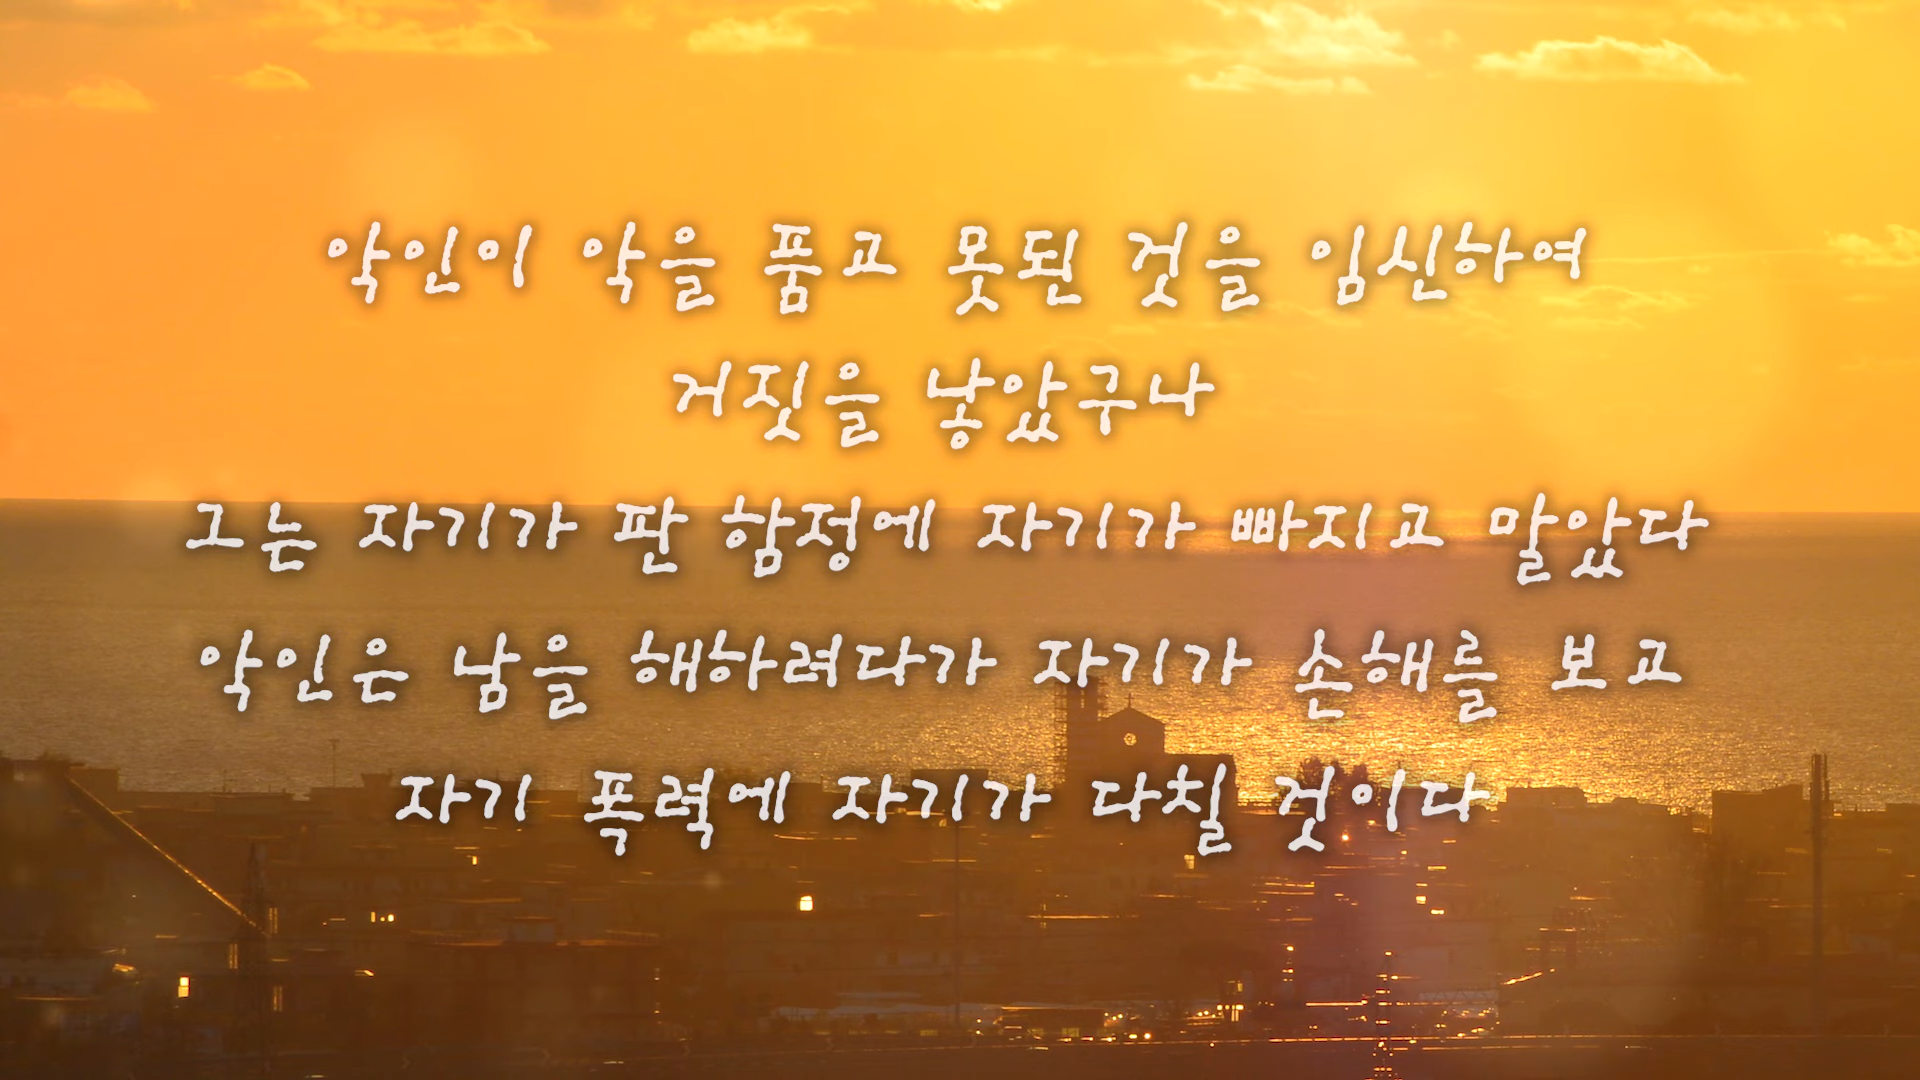 악인이 악을 품고 못된 것을 임신하여
거짓을 낳았구나
그는 자기가 판 함정에 자기가 빠지고 말았다
악인은 남을 해하려다가 자기가 손해를 보고
자기 폭력에 자기가 다칠 것이다